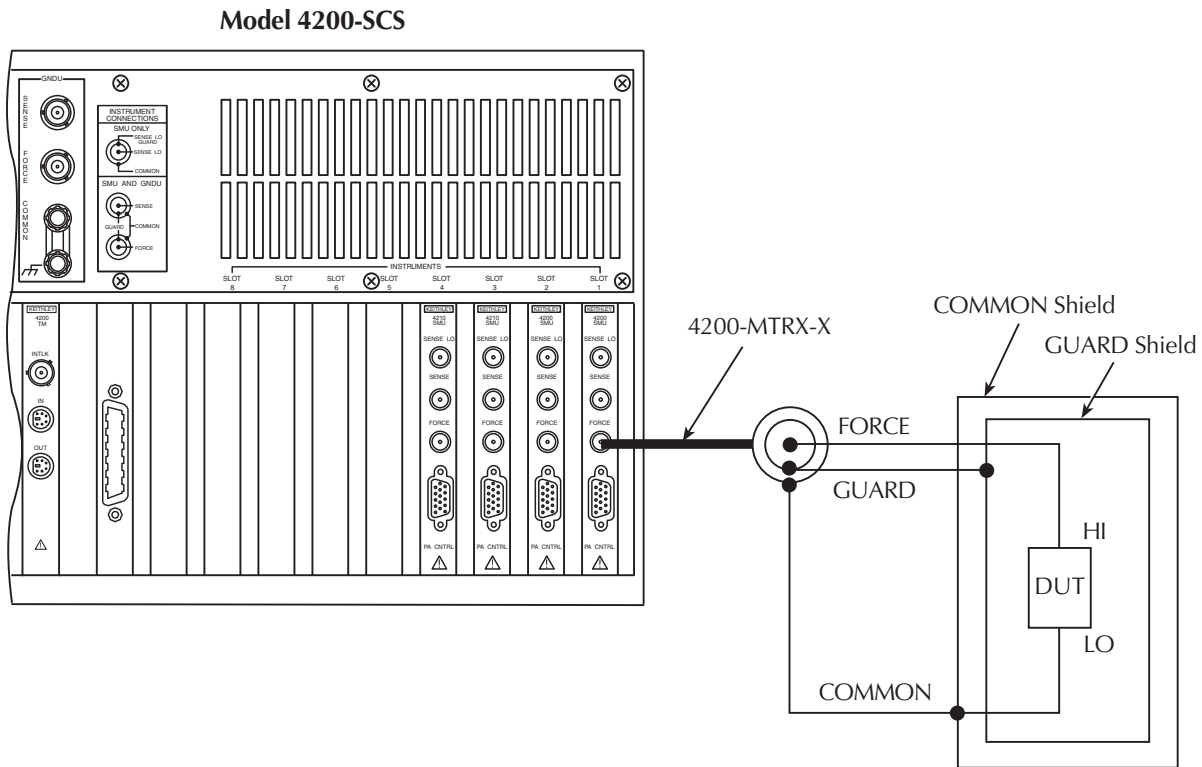 Model 4200-SCS
GNDU
SENSE
FORCE
COMMON
INSTRUMENT
CONNECTIONS
SMU ONLY
SENSE LO
GUARD
SENSE LO
COMMON
SMU AND GNDU
SENSE
GUARD
COMMON
FORCE
INSTRUMENTS
SLOT
8
SLOT
7
SLOT
6
SLOT
5
SLOT
4
SLOT
3
SLOT
2
SLOT
1
KEITHLEY
4200
TM
INTLK
IN
OUT
KEITHLEY
4210
SMU
SENSE LO
SENSE
FORCE
PA CNTRL
KEITHLEY
4210
SMU
SENSE LO
SENSE
FORCE
PA CNTRL
KEITHLEY
4200
SMU
SENSE LO
SENSE
FORCE
PA CNTRL
KEITHLEY
4200
SMU
SENSE LO
SENSE
FORCE
PA CNTRL
4200-MTRX-X
COMMON Shield
GUARD Shield
FORCE
GUARD
HI
DUT
LO
COMMON